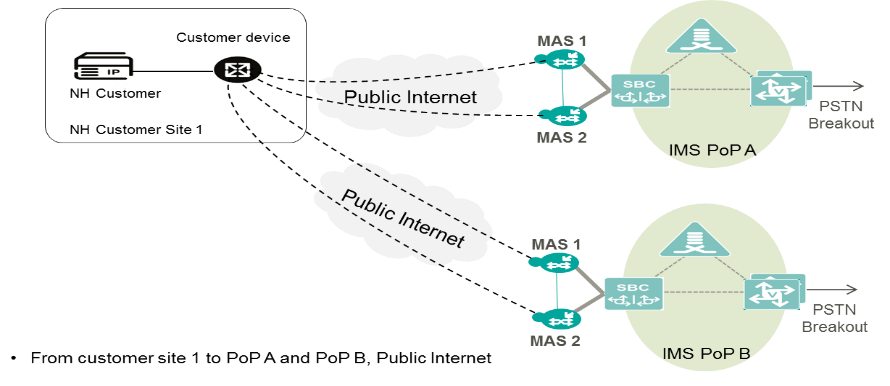 Customer device
IP
NH Customer
NH Customer Site 1
Public Internet
MAS 1
MAS 2
SBC
IMS PoP A
PSTN
Breakout
Public Internet
MAS 1
MAS 2
SBC
IMS PoP B
PSTN
Breakout
• From customer site 1 to PoP A and PoP B, Public Internet